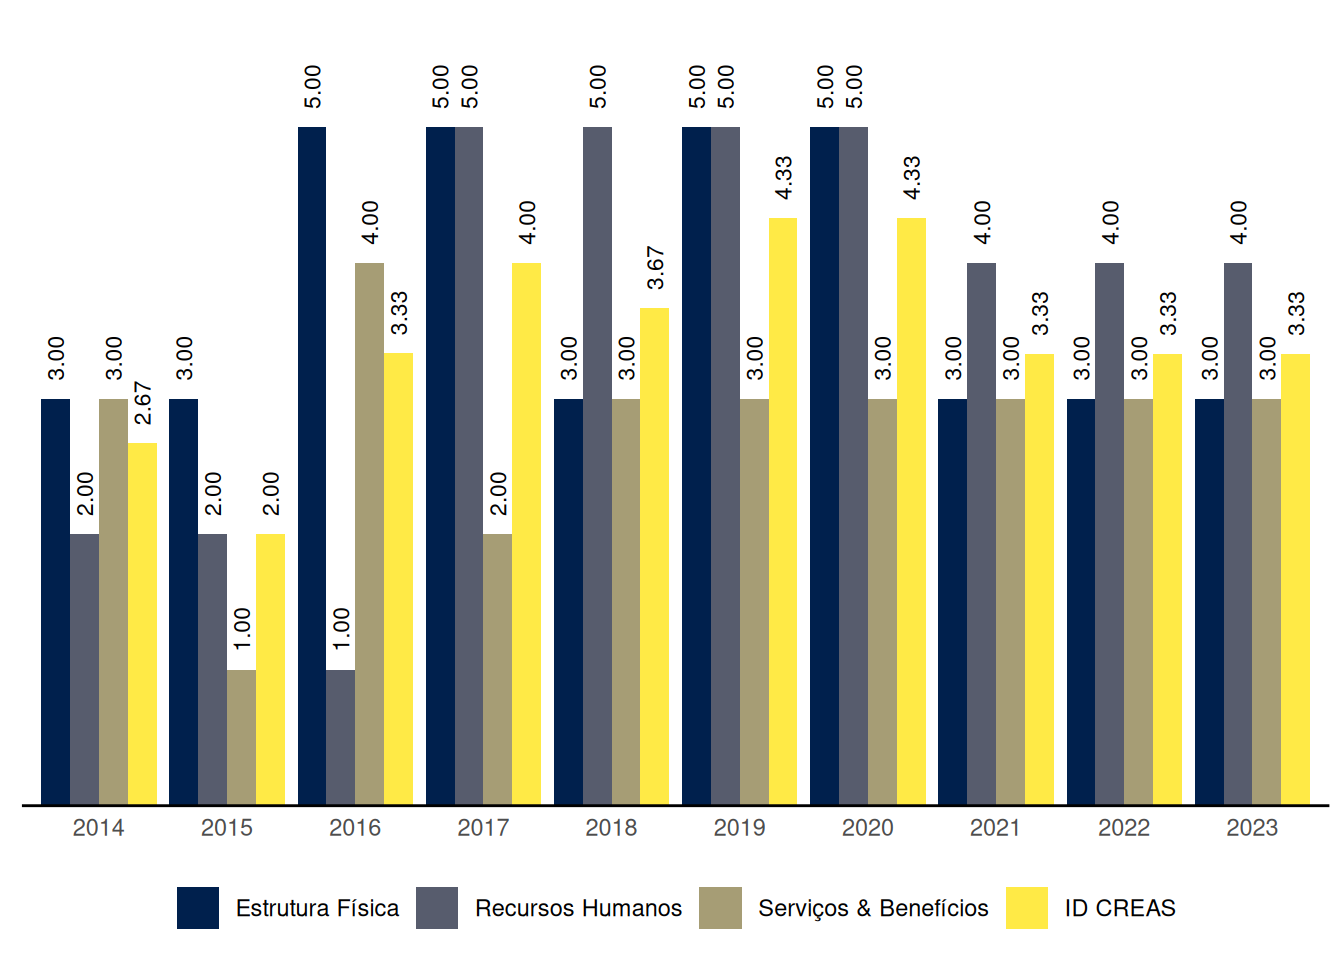 3.00 2.00 3.00 2.67 3.00 2.00 1.00 2.00 5.00 1.00 4.00 3.33 5.00 5.00 2.00 4.00 3.00 5.00 3.00 3.67 5.00 5.00 3.00 4.33 5.00 5.00 3.00 4.33 3.00 4.00 3.00 3.33 3.00 4.00 3.00 3.33 3.00 4.00 3.00 3.33
2014 2015 2016 2017 2018 2019 2020 2021 2022 2023
Estrutura Física Recursos Humanos Serviços & Benefícios ID CREAS